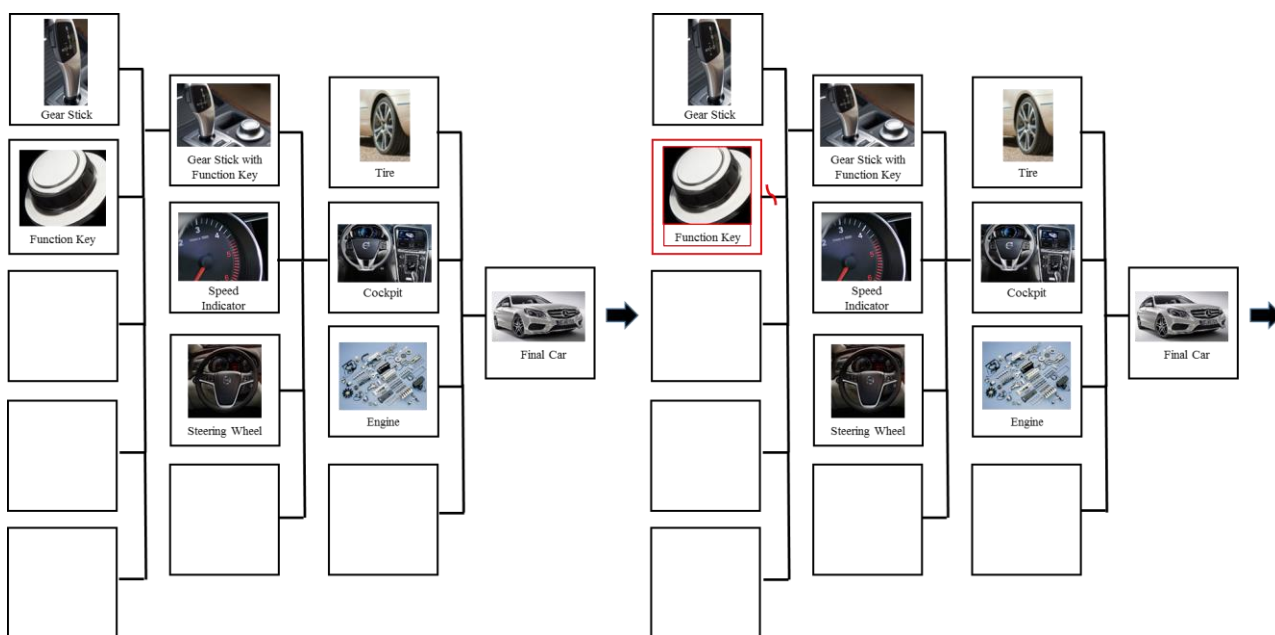 Gear Stick
Function Key
Gear Stick with
Function Key
Speed
Indicator
Steering Wheel
Tire
Cockpit
Engine
Final Car
Gear Stick
Function Key
Gear Stick with
Function Key
Speed
Indicator
Steering Wheel
Tire
Cockpit
Engine
Final Car